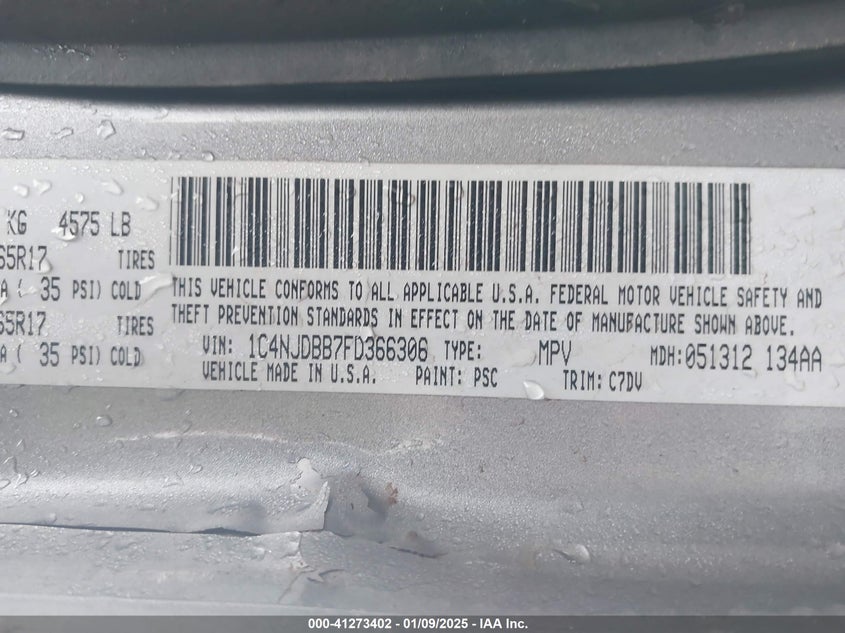 KG 4575 LB
65R17 TIRES
( 35 PSI) COLD
65R17 TIRES
( 35 PSI) COLD
THIS VEHICLE CONFORMS TO ALL APPLICABLE U.S.A. FEDERAL MOTOR VEHICLE SAFETY AND
THEFT PREVENTION STANDARDS IN EFFECT ON THE DATE OF MANUFACTURE SHOWN ABOVE.
VIN: 1C4NJDBB7FD366306 TYPE: MPV MDH:051312 134AA
VEHICLE MADE IN U.S.A. PAINT: PSC TRIM: C7DV
000-41273402 - 01/09/2025 - IAA Inc.